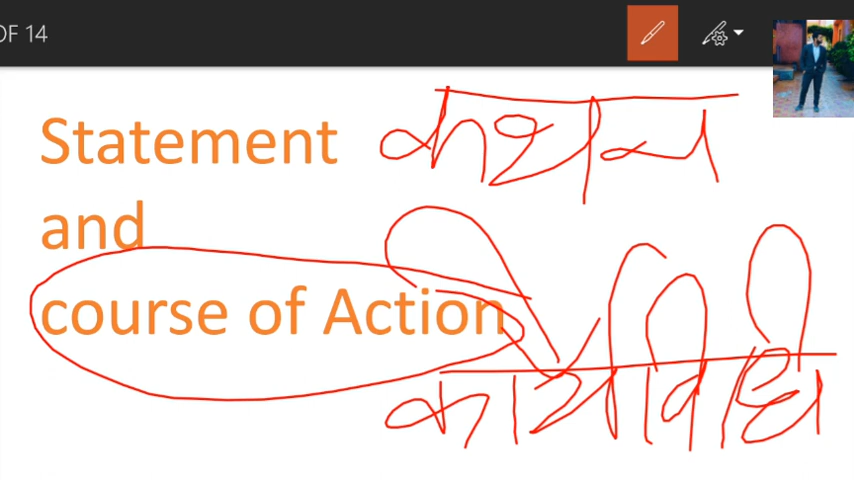 OF 14
Statement
कथन
and
course of Action
कार्यविधि